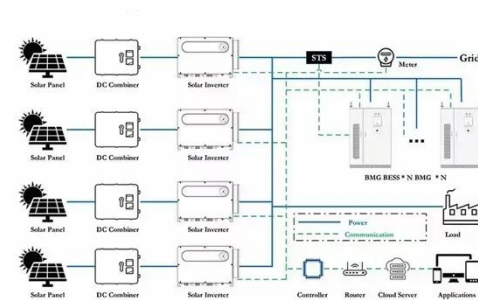 STS
Meter
Grid
Solar Panel DC Combiner Solar Inverter
Solar Panel DC Combiner Solar Inverter
BMG BESS * N BMG * N
Solar Panel DC Combiner Solar Inverter
Power
Communication
Load
Solar Panel DC Combiner Solar Inverter
Controller Router Cloud Server Applications